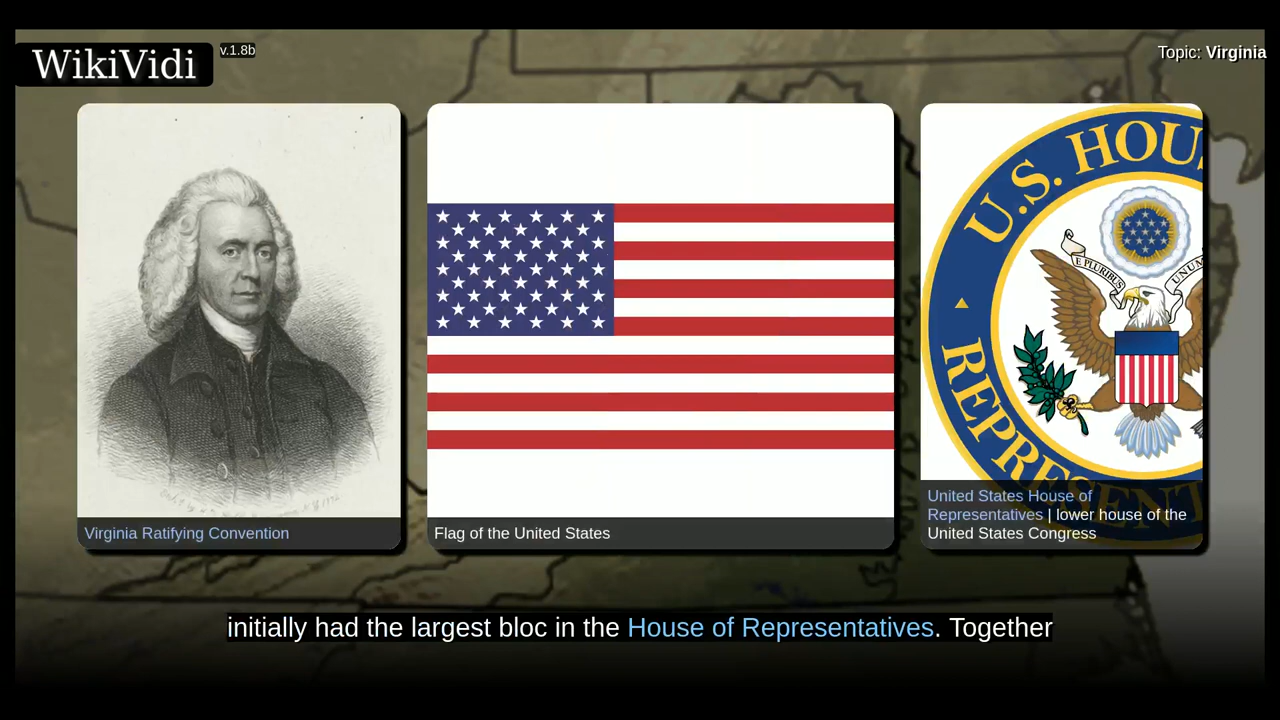 WikiVidi
v.1.8b
Topic: Virginia
U.S. HOU
REPRESENT
E PLURIBUS
UNUM
Virginia Ratifying Convention
Flag of the United States
United States House of
Representatives | lower house of the
United States Congress
initially had the largest bloc in the House of Representatives. Together